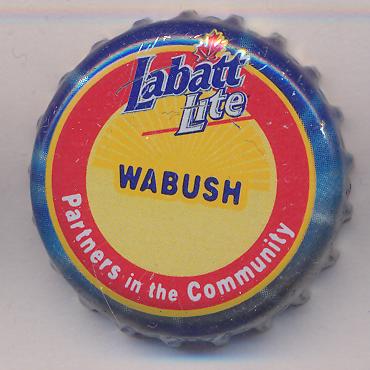 Labatt
Lite
WABUSH
Partners in the Community